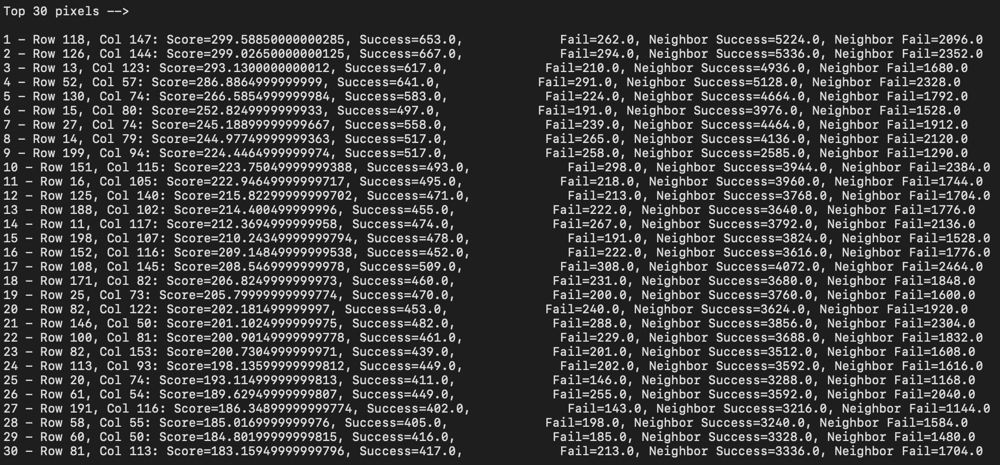 Top 30 pixels -->
1 - Row 118, Col 147: Score=299.58850000000285, Success=653.0, Fail=262.0, Neighbor Success=5224.0, Neighbor Fail=2096.0
2 - Row 126, Col 144: Score=299.02650000000125, Success=667.0, Fail=294.0, Neighbor Success=5336.0, Neighbor Fail=2352.0
3 - Row 13, Col 123: Score=293.1300000000012, Success=617.0, Fail=210.0, Neighbor Success=4936.0, Neighbor Fail=1680.0
4 - Row 52, Col 57: Score=286.8864999999999, Success=641.0, Fail=291.0, Neighbor Success=5128.0, Neighbor Fail=2328.0
5 - Row 130, Col 74: Score=266.5854999999984, Success=583.0, Fail=224.0, Neighbor Success=4664.0, Neighbor Fail=1792.0
6 - Row 15, Col 80: Score=252.8249999999933, Success=497.0, Fail=191.0, Neighbor Success=3976.0, Neighbor Fail=1528.0
7 - Row 27, Col 74: Score=245.18899999999667, Success=558.0, Fail=239.0, Neighbor Success=4464.0, Neighbor Fail=1912.0
8 - Row 14, Col 79: Score=244.97749999999363, Success=517.0, Fail=265.0, Neighbor Success=4136.0, Neighbor Fail=2120.0
9 - Row 199, Col 94: Score=224.4464999999974, Success=517.0, Fail=258.0, Neighbor Success=2585.0, Neighbor Fail=1290.0
10 - Row 151, Col 115: Score=223.75049999999388, Success=493.0, Fail=298.0, Neighbor Success=3944.0, Neighbor Fail=2384.0
11 - Row 16, Col 105: Score=222.94649999999717, Success=495.0, Fail=218.0, Neighbor Success=3960.0, Neighbor Fail=1744.0
12 - Row 125, Col 140: Score=215.82299999999702, Success=471.0, Fail=213.0, Neighbor Success=3768.0, Neighbor Fail=1704.0
13 - Row 188, Col 102: Score=214.400499999996, Success=455.0, Fail=222.0, Neighbor Success=3640.0, Neighbor Fail=1776.0
14 - Row 11, Col 117: Score=212.3694999999958, Success=474.0, Fail=267.0, Neighbor Success=3792.0, Neighbor Fail=2136.0
15 - Row 198, Col 107: Score=210.24349999999794, Success=478.0, Fail=191.0, Neighbor Success=3824.0, Neighbor Fail=1528.0
16 - Row 152, Col 116: Score=209.14849999999538, Success=452.0, Fail=222.0, Neighbor Success=3616.0, Neighbor Fail=1776.0
17 - Row 108, Col 145: Score=208.5469999999978, Success=509.0, Fail=308.0, Neighbor Success=4072.0, Neighbor Fail=2464.0
18 - Row 171, Col 82: Score=206.8249999999973, Success=460.0, Fail=231.0, Neighbor Success=3680.0, Neighbor Fail=1848.0
19 - Row 25, Col 73: Score=205.79999999999774, Success=470.0, Fail=200.0, Neighbor Success=3760.0, Neighbor Fail=1600.0
20 - Row 82, Col 122: Score=202.181499999997, Success=453.0, Fail=240.0, Neighbor Success=3624.0, Neighbor Fail=1920.0
21 - Row 146, Col 50: Score=201.1024999999975, Success=482.0, Fail=288.0, Neighbor Success=3856.0, Neighbor Fail=2304.0
22 - Row 100, Col 81: Score=200.90149999999778, Success=461.0, Fail=229.0, Neighbor Success=3688.0, Neighbor Fail=1832.0
23 - Row 82, Col 153: Score=200.7304999999971, Success=439.0, Fail=201.0, Neighbor Success=3512.0, Neighbor Fail=1608.0
24 - Row 113, Col 93: Score=198.13599999999812, Success=449.0, Fail=202.0, Neighbor Success=3592.0, Neighbor Fail=1616.0
25 - Row 20, Col 74: Score=193.11499999999813, Success=411.0, Fail=146.0, Neighbor Success=3288.0, Neighbor Fail=1168.0
26 - Row 61, Col 54: Score=189.62949999999807, Success=449.0, Fail=255.0, Neighbor Success=3592.0, Neighbor Fail=2040.0
27 - Row 191, Col 116: Score=186.34899999999774, Success=402.0, Fail=143.0, Neighbor Success=3216.0, Neighbor Fail=1144.0
28 - Row 58, Col 55: Score=185.0169999999976, Success=405.0, Fail=198.0, Neighbor Success=3240.0, Neighbor Fail=1584.0
29 - Row 60, Col 50: Score=184.80199999999815, Success=416.0, Fail=185.0, Neighbor Success=3328.0, Neighbor Fail=1480.0
30 - Row 81, Col 113: Score=183.15949999999796, Success=417.0, Fail=213.0, Neighbor Success=3336.0, Neighbor Fail=1704.0